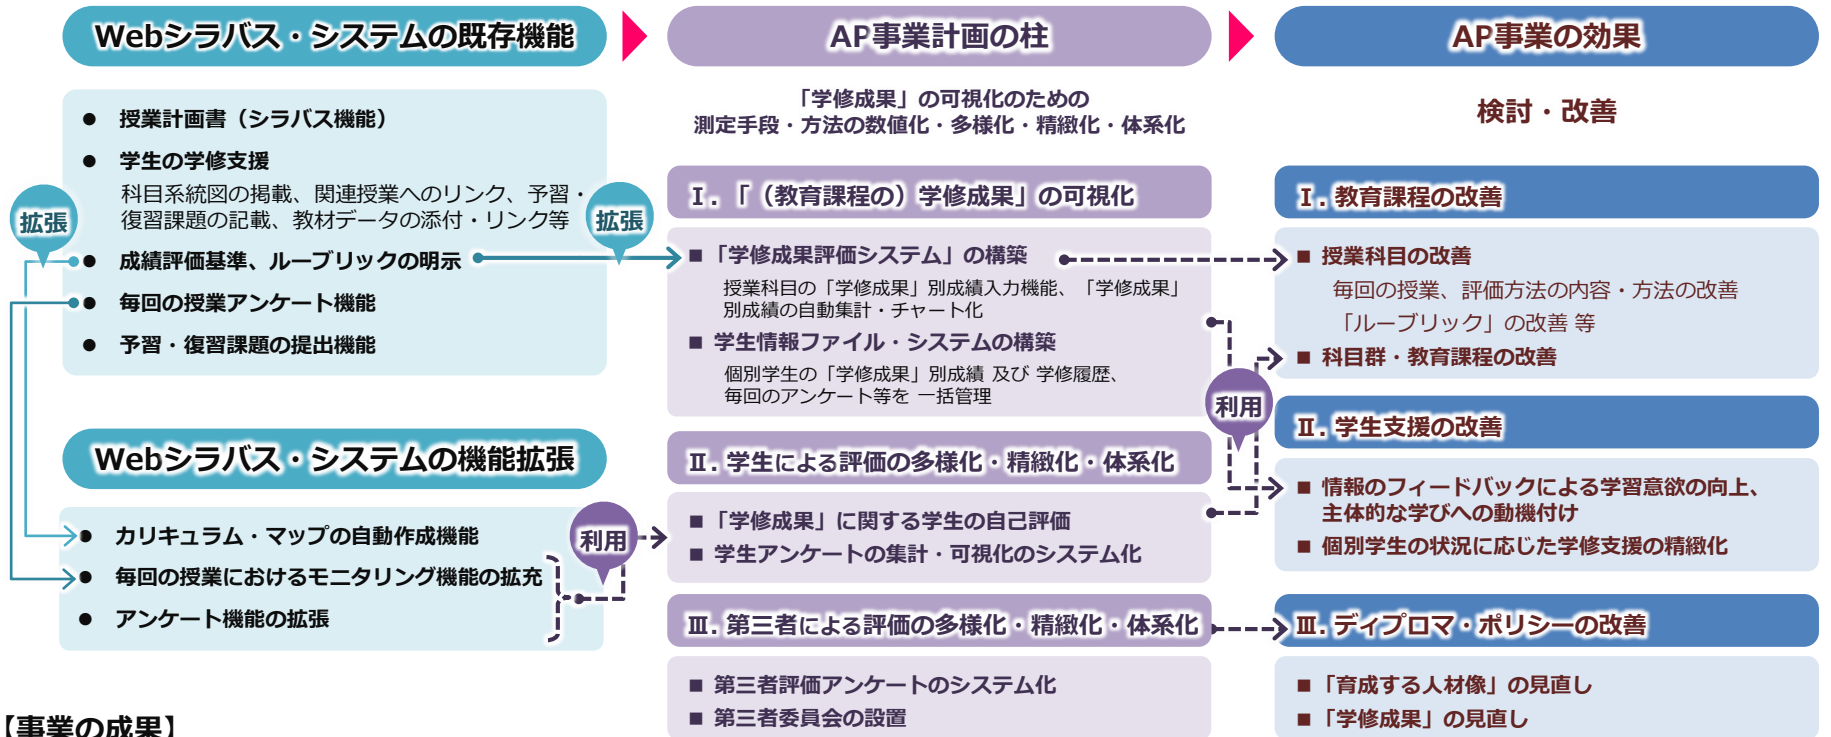 Webシラバス・システムの既存機能
● 授業計画書（シラバス機能）
● 学生の学修支援
科目系統図の掲載、関連授業へのリンク、予習・
復習課題の記載、教材データの添付・リンク等
拡張
拡張
● 成績評価基準、ルーブリックの明示
● 毎回の授業アンケート機能
● 予習・復習課題の提出機能
Webシラバス・システムの機能拡張
● カリキュラム・マップの自動作成機能
● 毎回の授業におけるモニタリング機能の拡充
● アンケート機能の拡張
利用
AP事業計画の柱
「学修成果」の可視化のための
測定手段・方法の数値化・多様化・精緻化・体系化
Ⅰ．「（教育課程の）学修成果」の可視化
■ 「学修成果評価システム」の構築
授業科目の「学修成果」別成績入力機能、「学修成果」
別成績の自動集計・チャート化
■ 学生情報ファイル・システムの構築
個別学生の「学修成果」別成績 及び 学修履歴、
毎回のアンケート等を 一括管理
Ⅱ．学生による評価の多様化・精緻化・体系化
■ 「学修成果」に関する学生の自己評価
■ 学生アンケートの集計・可視化のシステム化
Ⅲ．第三者による評価の多様化・精緻化・体系化
■ 第三者評価アンケートのシステム化
■ 第三者委員会の設置
利用
AP事業の効果
検討・改善
Ⅰ．教育課程の改善
■ 授業科目の改善
毎回の授業、評価方法の内容・方法の改善
「ルーブリック」の改善 等
■ 科目群・教育課程の改善
Ⅱ．学生支援の改善
■ 情報のフィードバックによる学習意欲の向上、
主体的な学びへの動機付け
■ 個別学生の状況に応じた学修支援の精緻化
Ⅲ．ディプロマ・ポリシーの改善
■ 「育成する人材像」の見直し
■ 「学修成果」の見直し
【事業の成果】